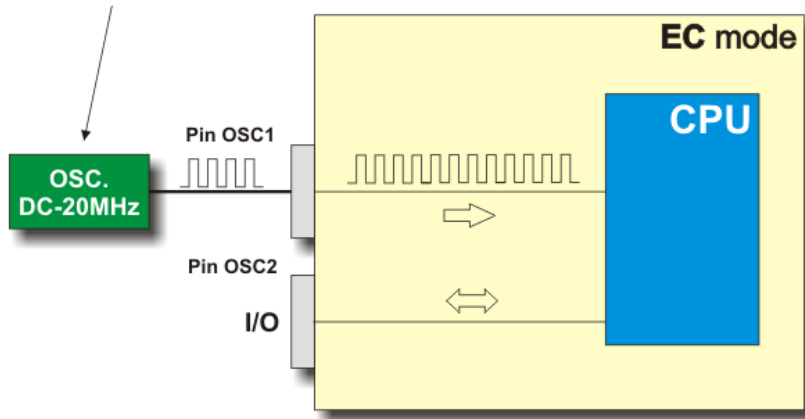 EC mode
CPU
Pin OSC1
OSC.
DC-20MHz
Pin OSC2
I/O